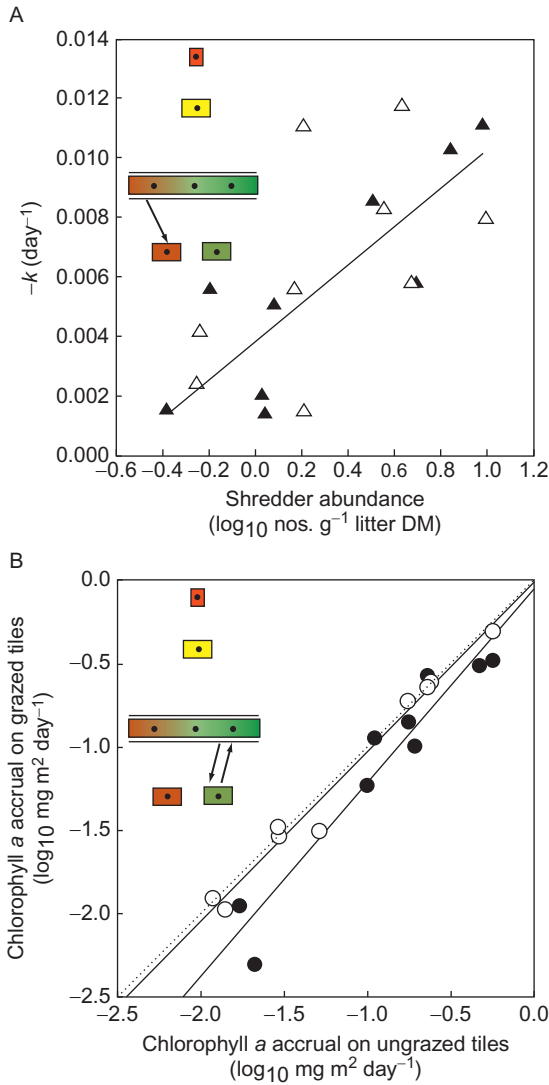 A
0.014
0.012
0.010
0.008
0.006
0.004
0.002
0.000
−k (day−1)
−0.6 −0.4 −0.2 0.0 0.2 0.4 0.6 0.8 1.0 1.2
Shredder abundance
(log10 nos. g−1 litter DM)
B
0.0
−0.5
−1.0
−1.5
−2.0
−2.5
Chlorophyll a accrual on grazed tiles
(log10 mg m2 day−1)
−2.5 −2.0 −1.5 −1.0 −0.5 0.0
Chlorophyll a accrual on ungrazed tiles
(log10 mg m2 day−1)